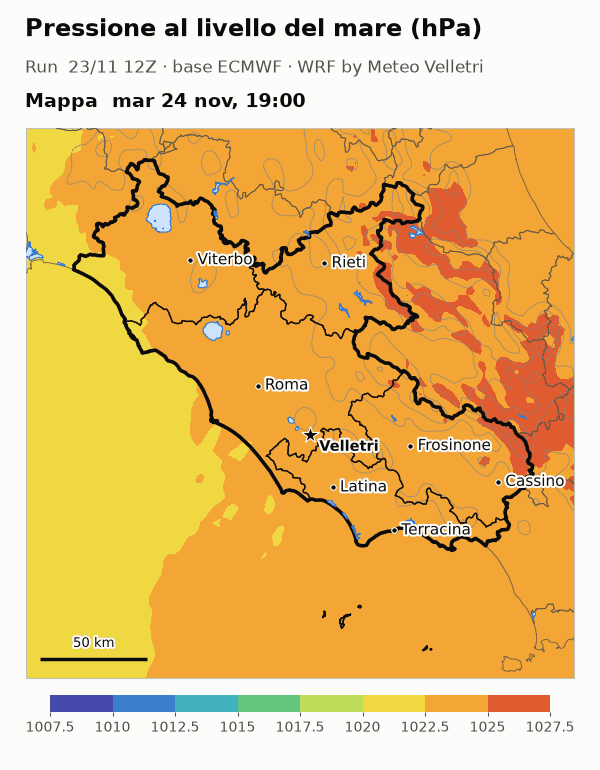 Pressione al livello del mare (hPa)
Run  23/11 12Z · base ECMWF · WRF by Meteo Velletri
Mappa  mar 24 nov, 19:00
Viterbo
Rieti
Roma
Velletri
Frosinone
Latina
Cassino
Terracina
50 km
1007.5 1010 1012.5 1015 1017.5 1020 1022.5 1025 1027.5